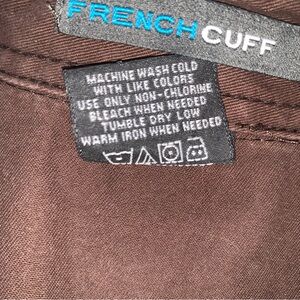 FRENCH CUFF
MACHINE WASH COLD
WITH LIKE COLORS
USE ONLY NON-CHLORINE
BLEACH WHEN NEEDED
TUMBLE DRY LOW
WARM IRON WHEN NEEDED